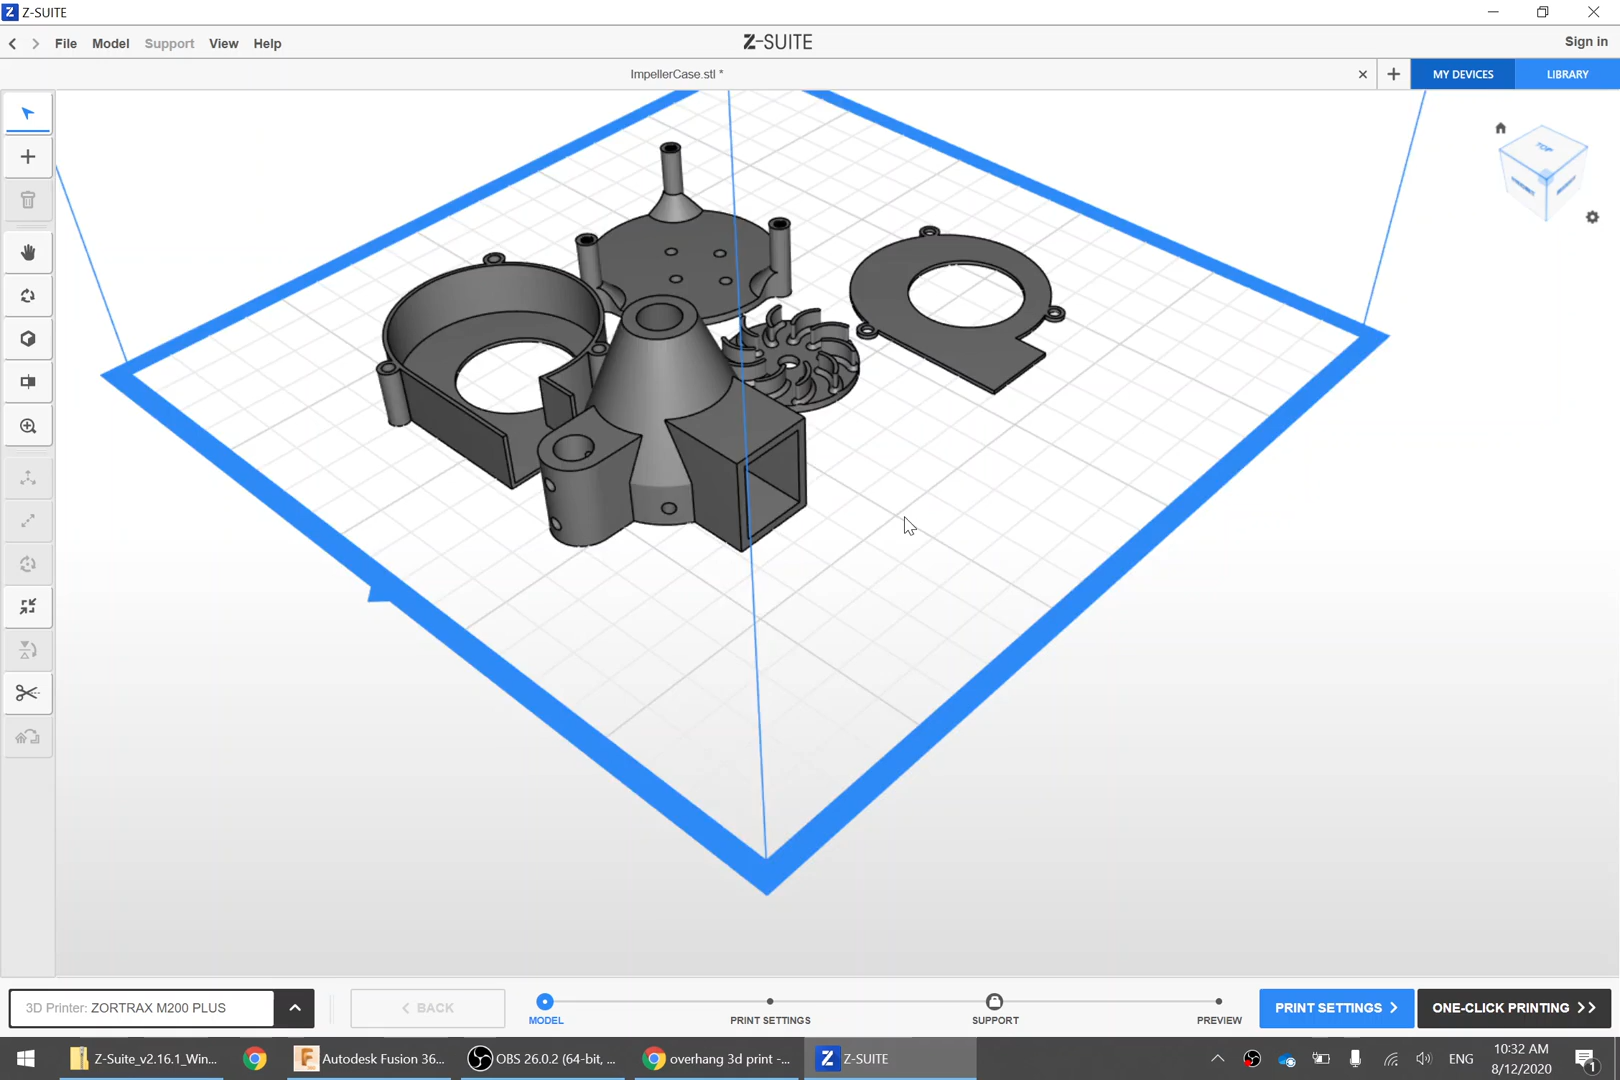 Z-SUITE
File Model Support View Help
Z-SUITE
Sign in
ImpellerCase.stl *
MY DEVICES
LIBRARY
TOP
3D Printer: ZORTRAX M200 PLUS
BACK
MODEL
PRINT SETTINGS
SUPPORT
PREVIEW
PRINT SETTINGS
ONE-CLICK PRINTING
Z-Suite_v2.16.1_Win...
Autodesk Fusion 36...
OBS 26.0.2 (64-bit, ...
overhang 3d print -...
Z-SUITE
ENG
10:32 AM
8/12/2020
1